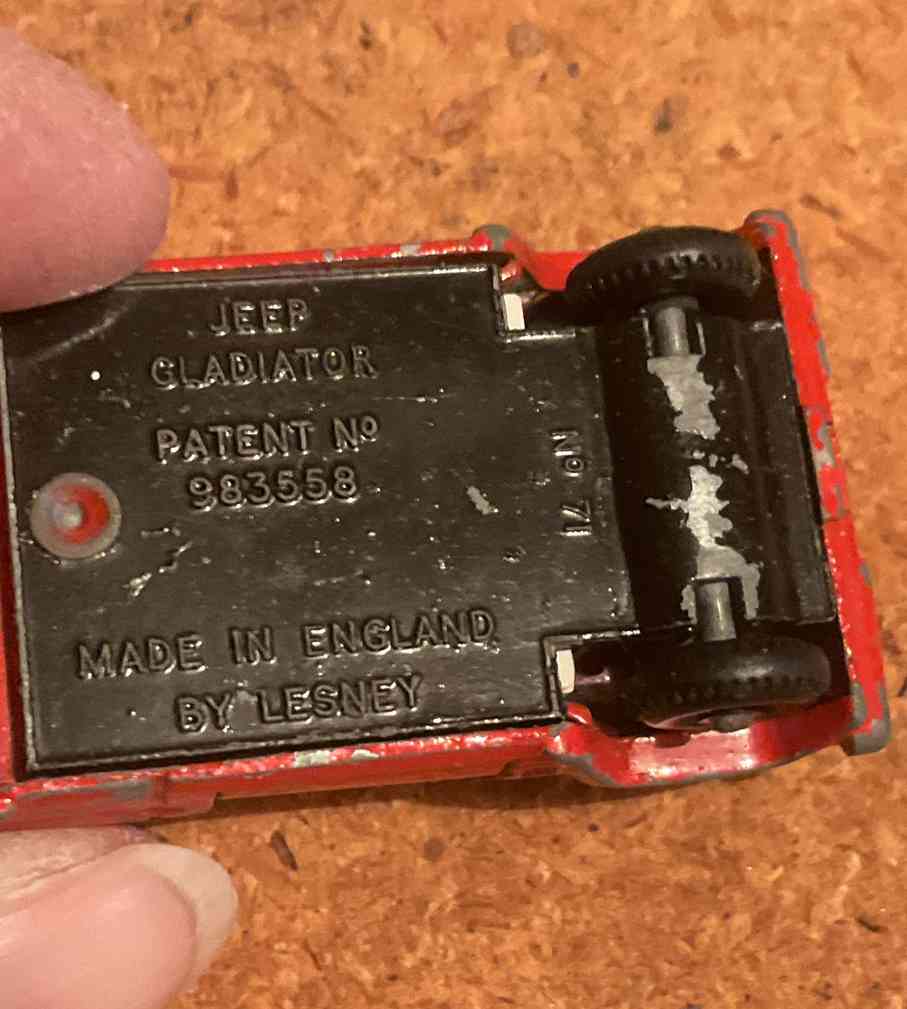 JEEP
GLADIATOR
PATENT Nº
983558
Nº 71
MADE IN ENGLAND
BY LESNEY